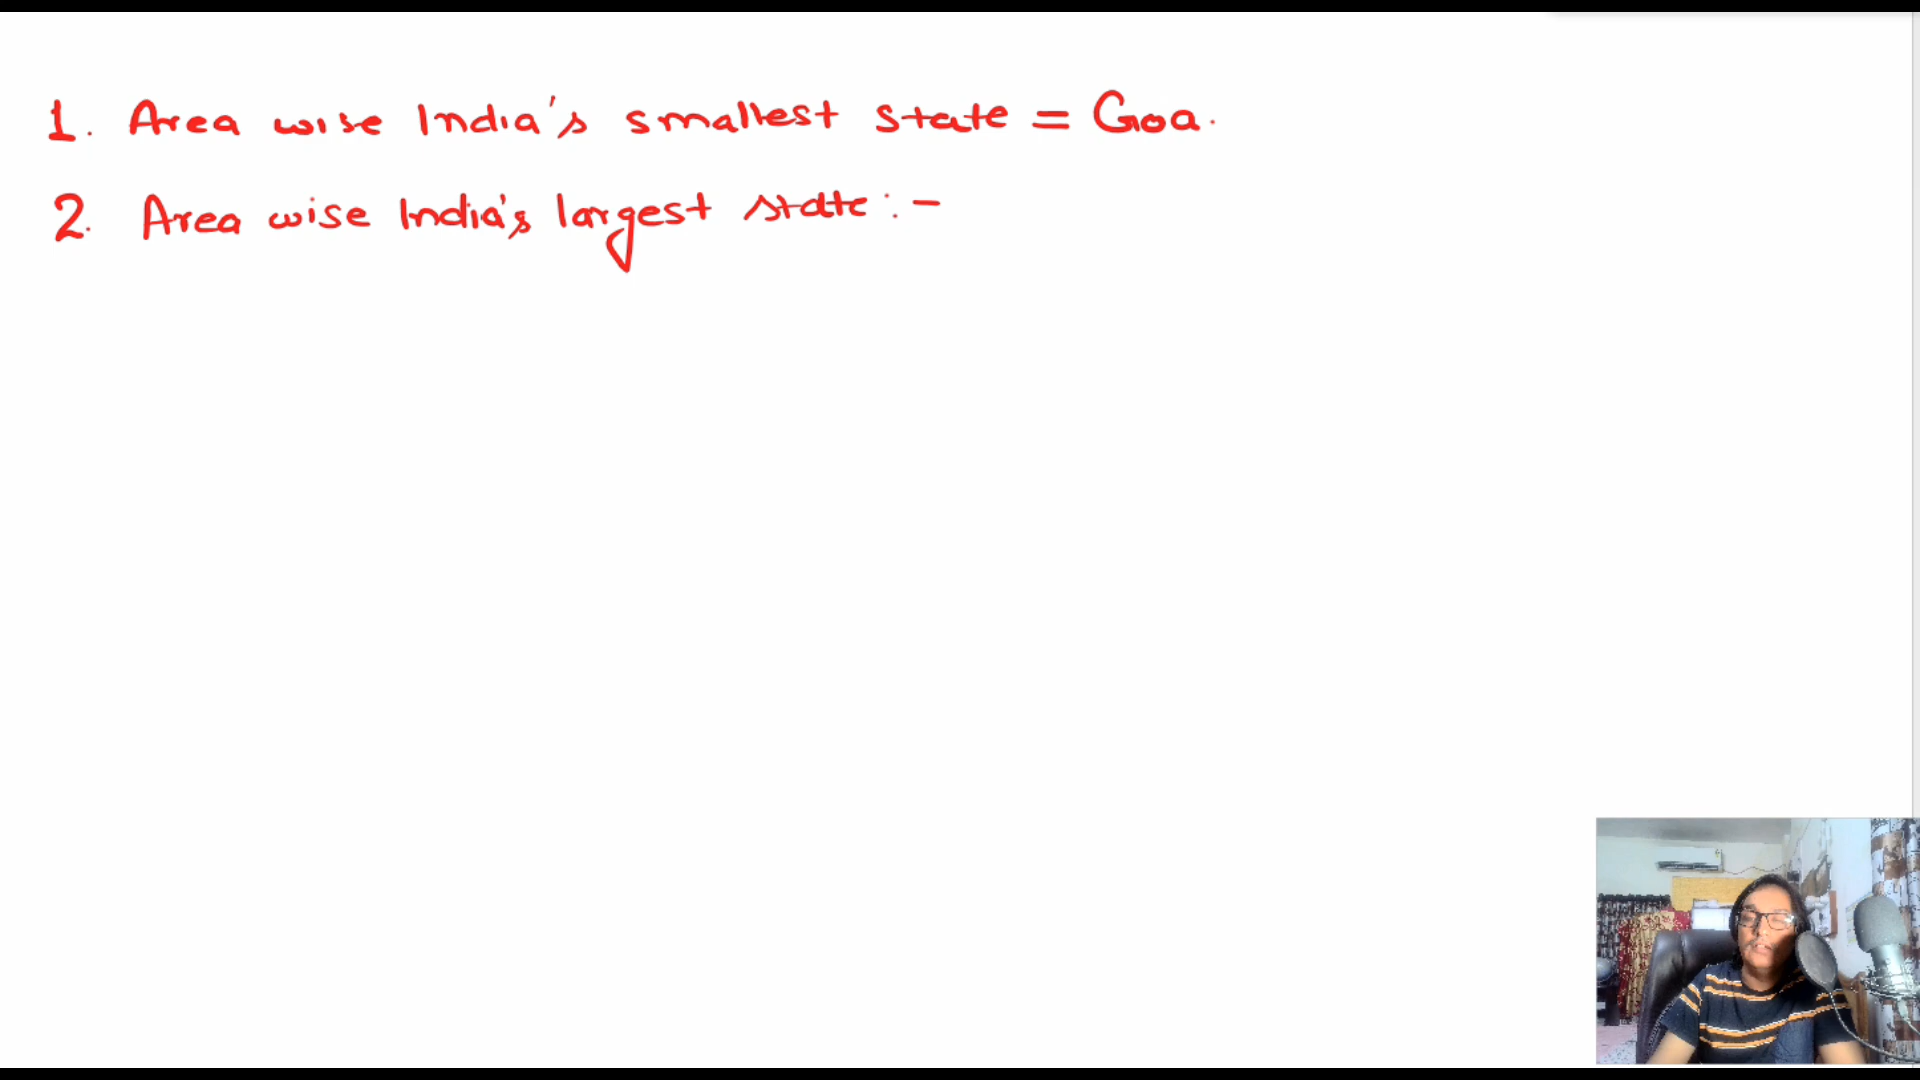 1. Area wise India's smallest state = Goa.
2. Area wise India's largest state :-